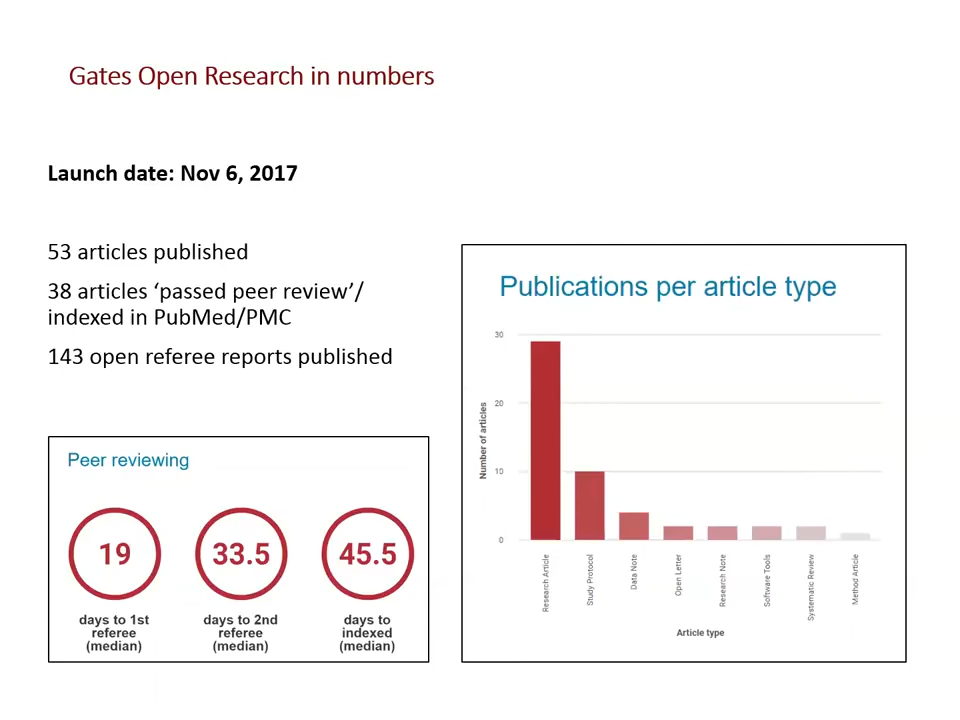 Gates Open Research in numbers
Launch date: Nov 6, 2017
53 articles published
38 articles ‘passed peer review’/
indexed in PubMed/PMC
143 open referee reports published
Peer reviewing
19
days to 1st
referee
(median)
33.5
days to 2nd
referee
(median)
45.5
days to
indexed
(median)
Publications per article type
Number of articles
30
20
10
0
Research Article
Study Protocol
Data Note
Open Letter
Research Note
Software Tools
Systematic Review
Method Article
Article type